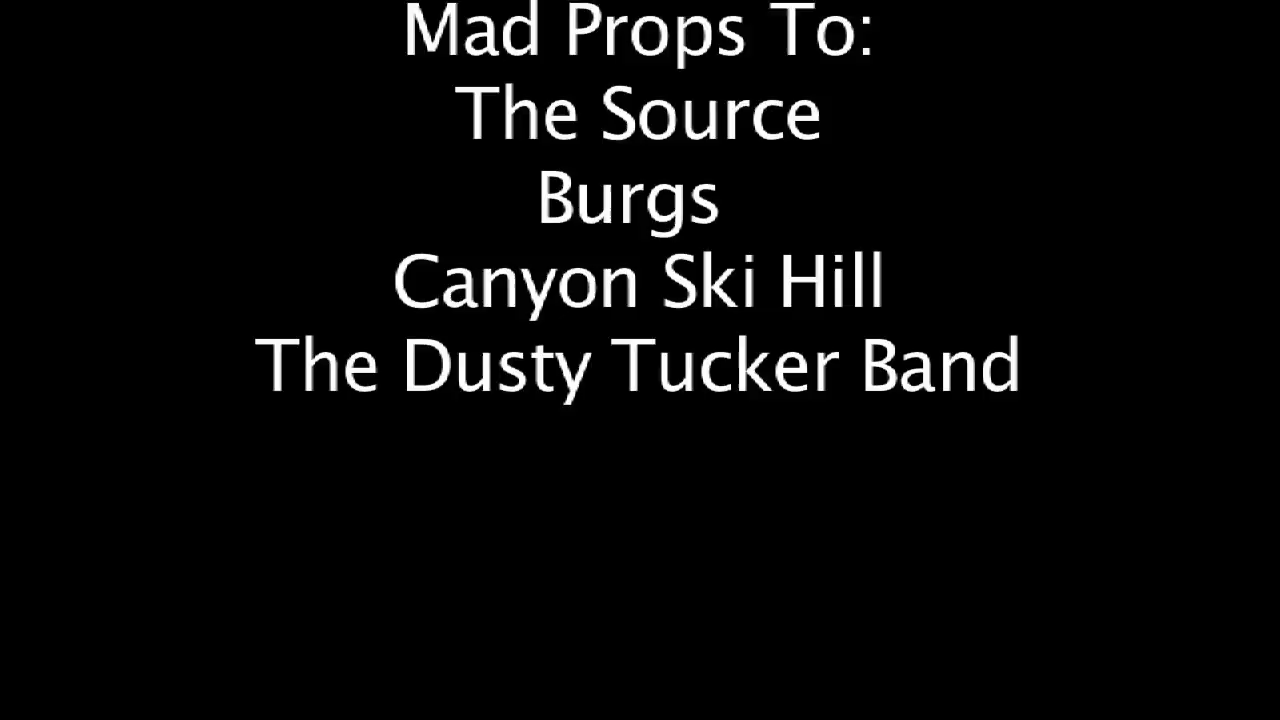 Mad Props To:
The Source
Burgs
Canyon Ski Hill
The Dusty Tucker Band